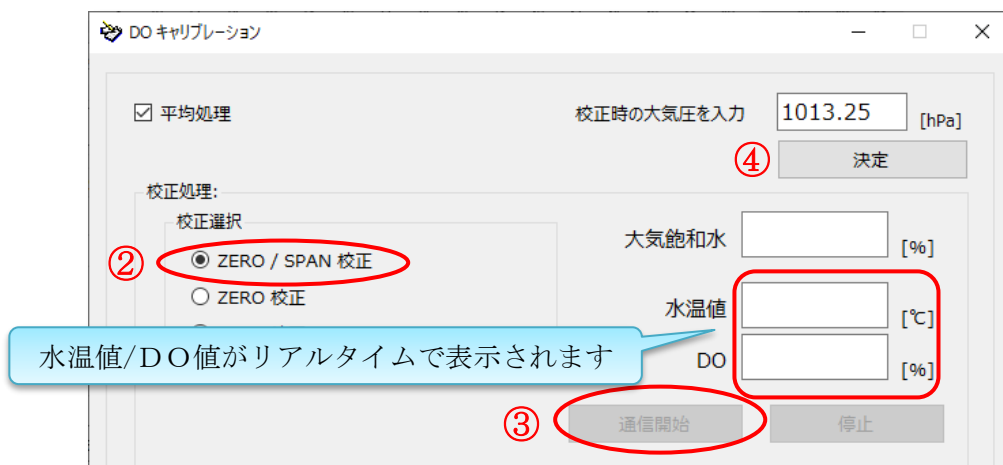 DO キャリブレーション
平均処理
校正時の大気圧を入力 1013.25 [hPa]
④ 決定
校正処理:
校正選択
大気飽和水 [%]
② ZERO / SPAN 校正
ZERO 校正
水温値 [℃]
水温値/DO値がリアルタイムで表示されます
DO [%]
③ 通信開始 停止